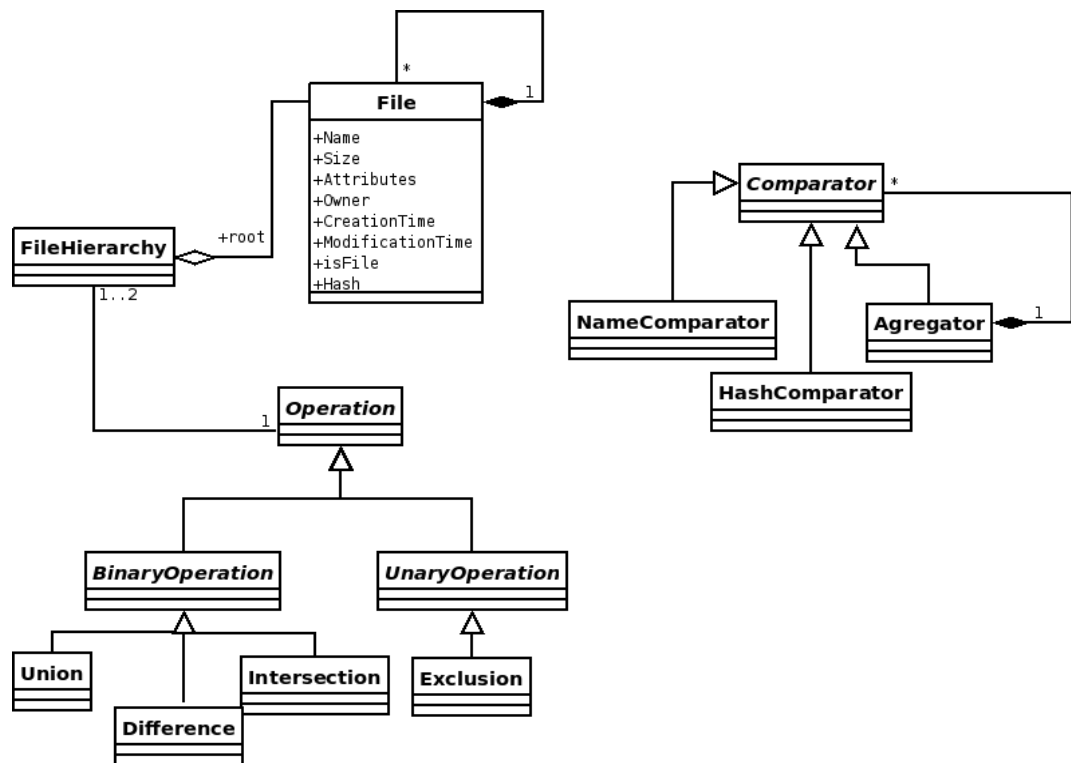 *
1
File
+Name
+Size
+Attributes
+Owner
+CreationTime
+ModificationTime
+isFile
+Hash
+root
FileHierarchy
1..2
Comparator
*
NameComparator
Agregator
1
HashComparator
Operation
1
BinaryOperation
UnaryOperation
Union
Intersection
Exclusion
Difference